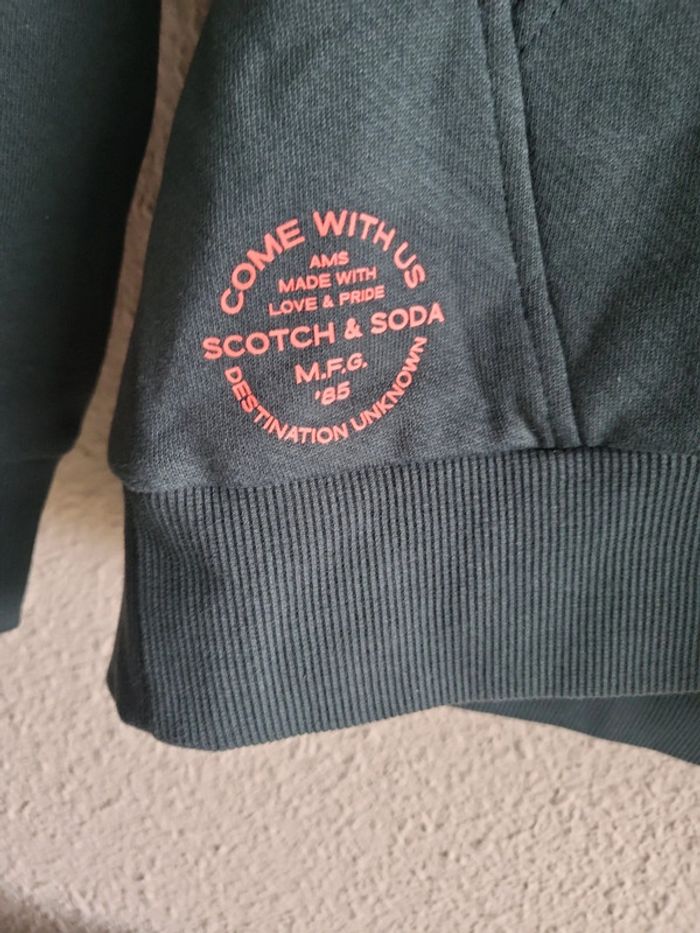 COME WITH US
AMS
MADE WITH
LOVE & PRIDE
SCOTCH & SODA
M.F.G.
'85
DESTINATION UNKNOWN